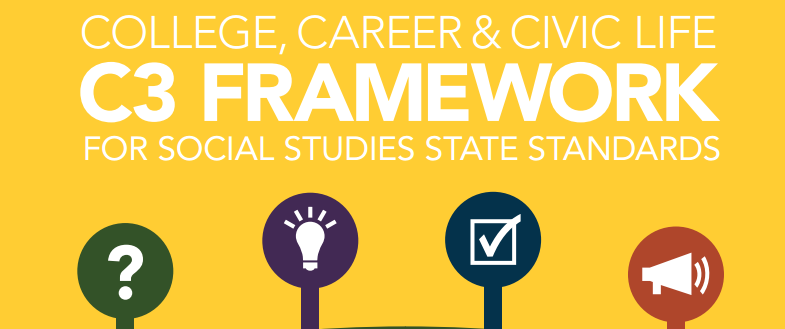 COLLEGE, CAREER & CIVIC LIFE
C3 FRAMEWORK
FOR SOCIAL STUDIES STATE STANDARDS
?